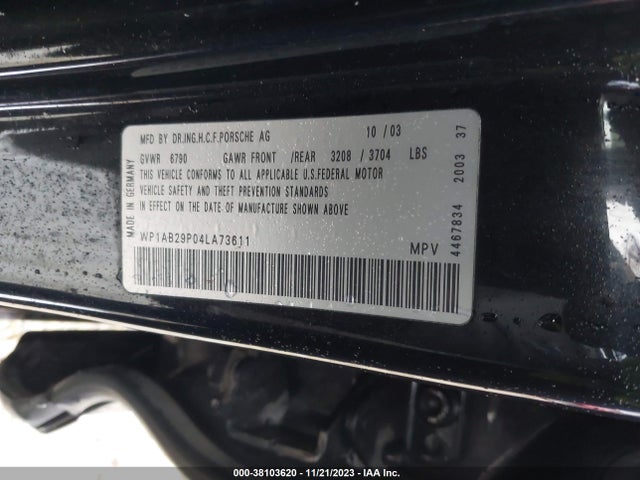 MFD BY DR.ING.H.C.F.PORSCHE AG 10 / 03
GVWR 6790 GAWR FRONT /REAR 3208 / 3704 LBS
THIS VEHICLE CONFORMS TO ALL APPLICABLE U.S.FEDERAL MOTOR
VEHICLE SAFETY AND THEFT PREVENTION STANDARDS
IN EFFECT ON THE DATE OF MANUFACTURE SHOWN ABOVE
WP1AB29P04LA73611 MPV
MADE IN GERMANY
4467834 2003 37
000-38103620 - 11/21/2023 - IAA Inc.